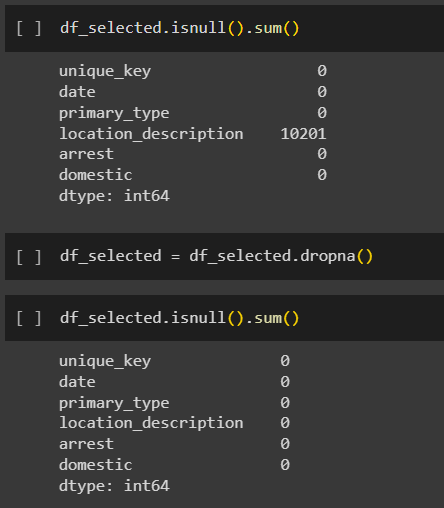 [ ] df_selected.isnull().sum()
unique_key 0
date 0
primary_type 0
location_description 10201
arrest 0
domestic 0
dtype: int64
[ ] df_selected = df_selected.dropna()
[ ] df_selected.isnull().sum()
unique_key 0
date 0
primary_type 0
location_description 0
arrest 0
domestic 0
dtype: int64